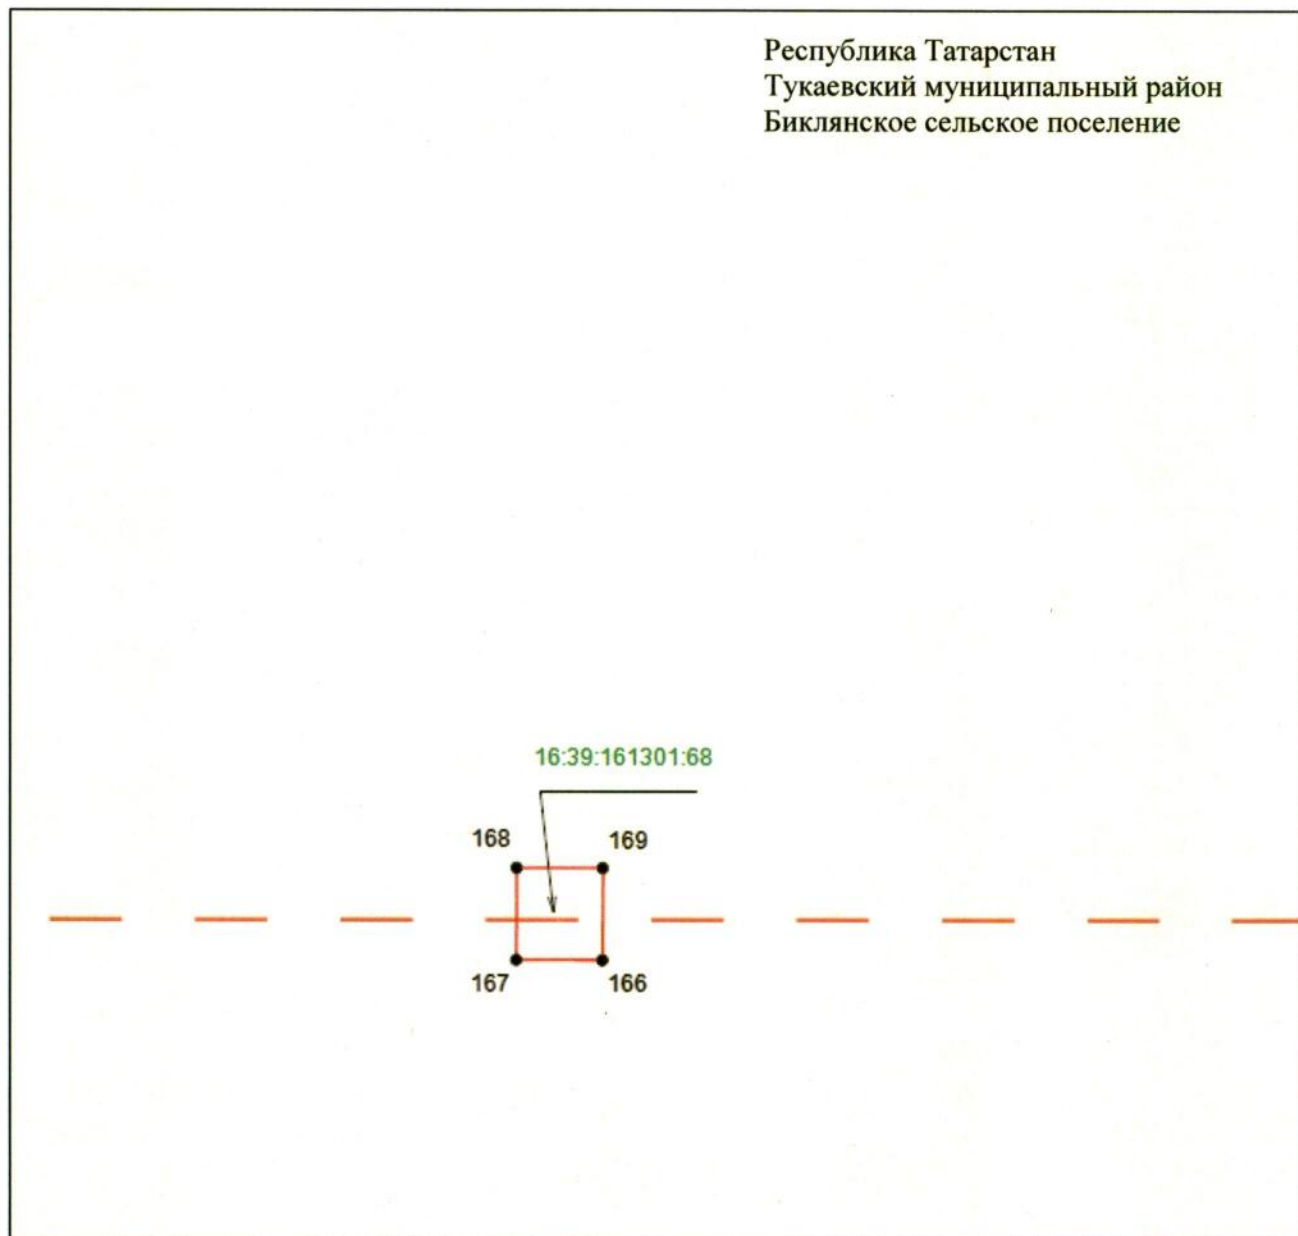 Республика Татарстан
Тукаевский муниципальный район
Биклянское сельское поселение
16:39:161301:68
168 169
167 166